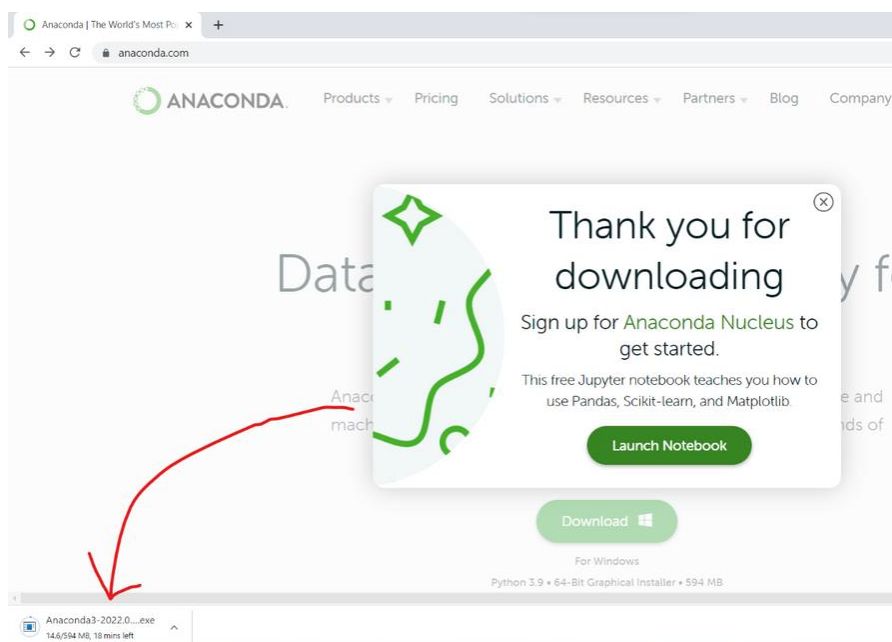 Anaconda | The World's Most Po
anaconda.com
ANACONDA.
Products
Pricing
Solutions
Resources
Partners
Blog
Company
Thank you for
downloading
Sign up for Anaconda Nucleus to
get started.
This free Jupyter notebook teaches you how to
use Pandas, Scikit-learn, and Matplotlib.
Launch Notebook
Data
y f
Anac
e and
mach
nds of
Download
For Windows
Python 3.9 • 64-Bit Graphical Installer • 594 MB
Anaconda3-2022.0....exe
14.6/594 MB, 18 mins left